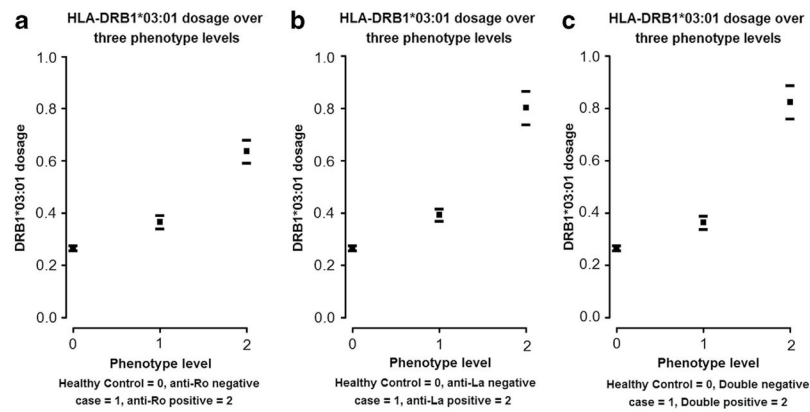 a
HLA-DRB1*03:01 dosage over
three phenotype levels
DRB1*03:01 dosage
1.0
0.8
0.6
0.4
0.2
0.0
0 1 2
Phenotype level
Healthy Control = 0, anti-Ro negative
case = 1, anti-Ro positive = 2
b
HLA-DRB1*03:01 dosage over
three phenotype levels
DRB1*03:01 dosage
1.0
0.8
0.6
0.4
0.2
0.0
0 1 2
Phenotype level
Healthy Control = 0, anti-La negative
case = 1, anti-La positive = 2
c
HLA-DRB1*03:01 dosage over
three phenotype levels
DRB1*03:01 dosage
1.0
0.8
0.6
0.4
0.2
0.0
0 1 2
Phenotype level
Healthy Control = 0, Double negative
case = 1, Double positive = 2